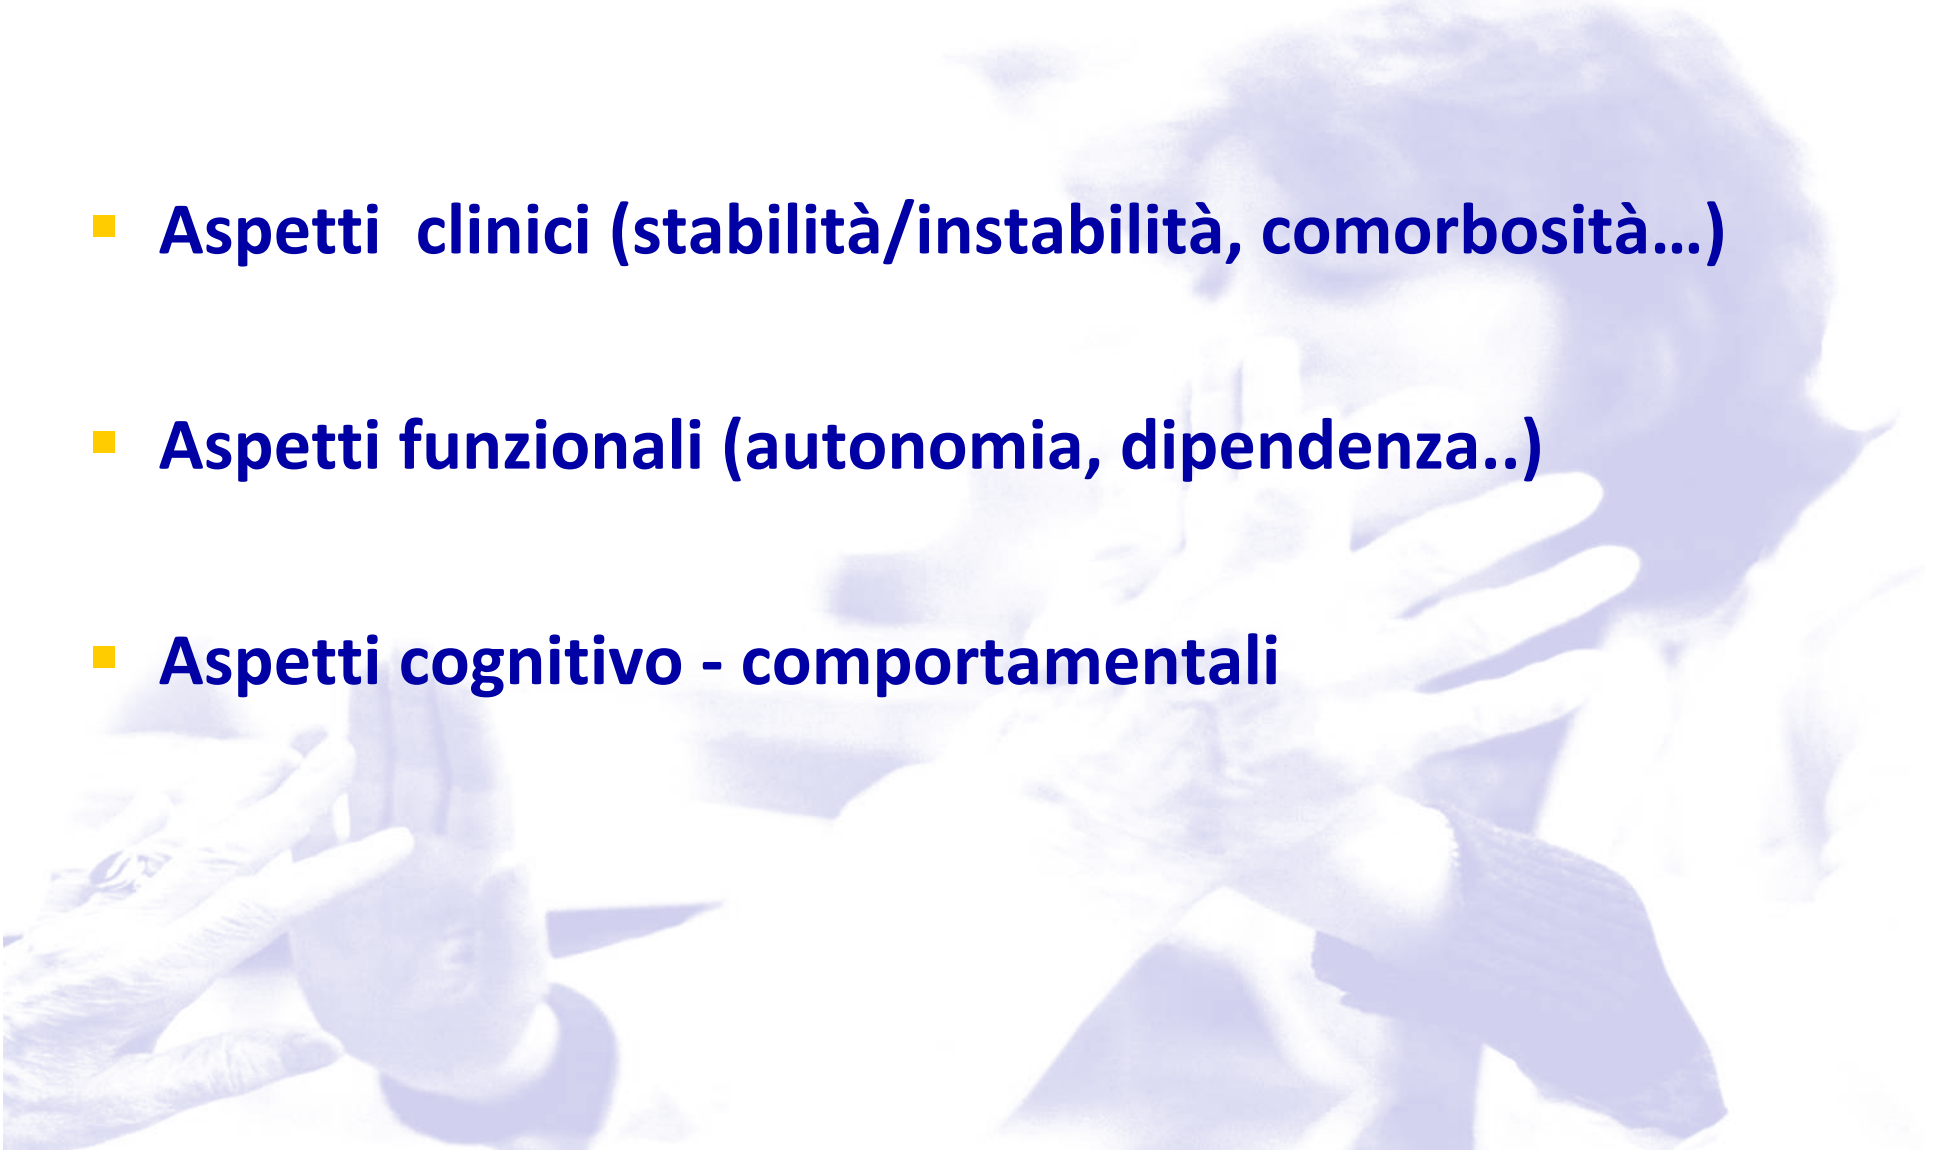 Aspetti  clinici (stabilità/instabilità, comorbosità...)
Aspetti funzionali (autonomia, dipendenza..)
Aspetti cognitivo - comportamentali